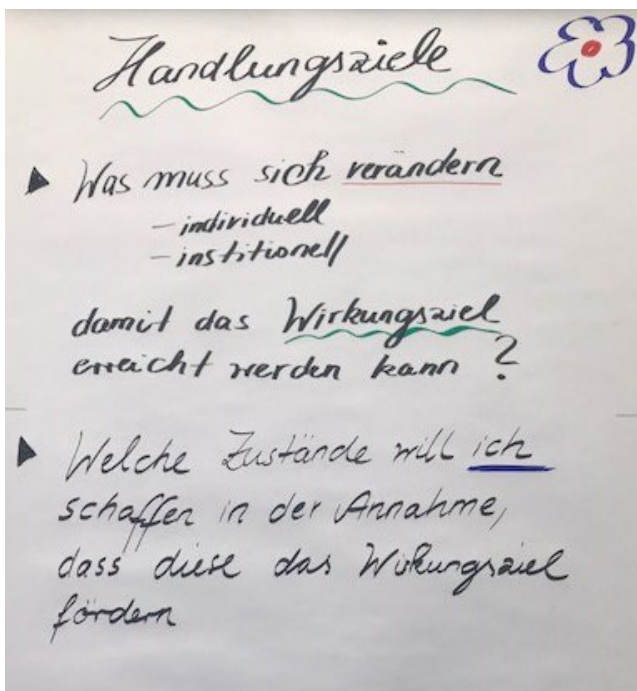 Handlungsziele
Was muss sich verändern
- individuell
- institionell
damit das Wirkungsziel
erreicht werden kann?
Welche Zustände will ich
schaffen in der Annahme,
dass diese das Wirkungsziel
fördern